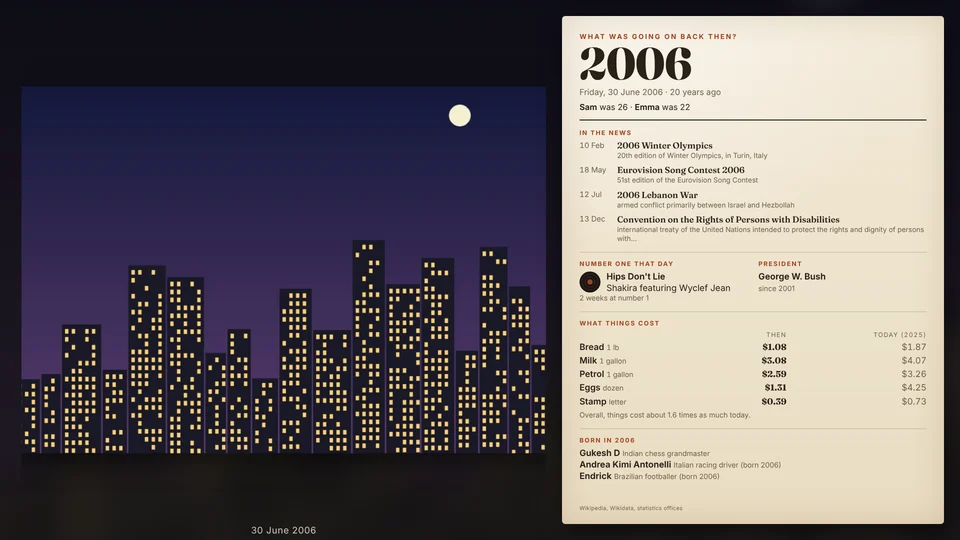 WHAT WAS GOING ON BACK THEN?
2006
Friday, 30 June 2006 · 20 years ago
Sam was 26 · Emma was 22
IN THE NEWS
10 Feb 2006 Winter Olympics
20th edition of Winter Olympics, in Turin, Italy
18 May Eurovision Song Contest 2006
51st edition of the Eurovision Song Contest
12 Jul 2006 Lebanon War
armed conflict primarily between Israel and Hezbollah
13 Dec Convention on the Rights of Persons with Disabilities
international treaty of the United Nations intended to protect the rights and dignity of persons
with...
NUMBER ONE THAT DAY
Hips Don't Lie
Shakira featuring Wyclef Jean
2 weeks at number 1
PRESIDENT
George W. Bush
since 2001
WHAT THINGS COST
THEN TODAY (2025)
Bread 1 lb $1.08 $1.87
Milk 1 gallon $3.08 $4.07
Petrol 1 gallon $2.59 $3.26
Eggs dozen $1.31 $4.25
Stamp letter $0.39 $0.73
Overall, things cost about 1.6 times as much today.
BORN IN 2006
Gukesh D Indian chess grandmaster
Andrea Kimi Antonelli Italian racing driver (born 2006)
Endrick Brazilian footballer (born 2006)
Wikipedia, Wikidata, statistics offices
30 June 2006